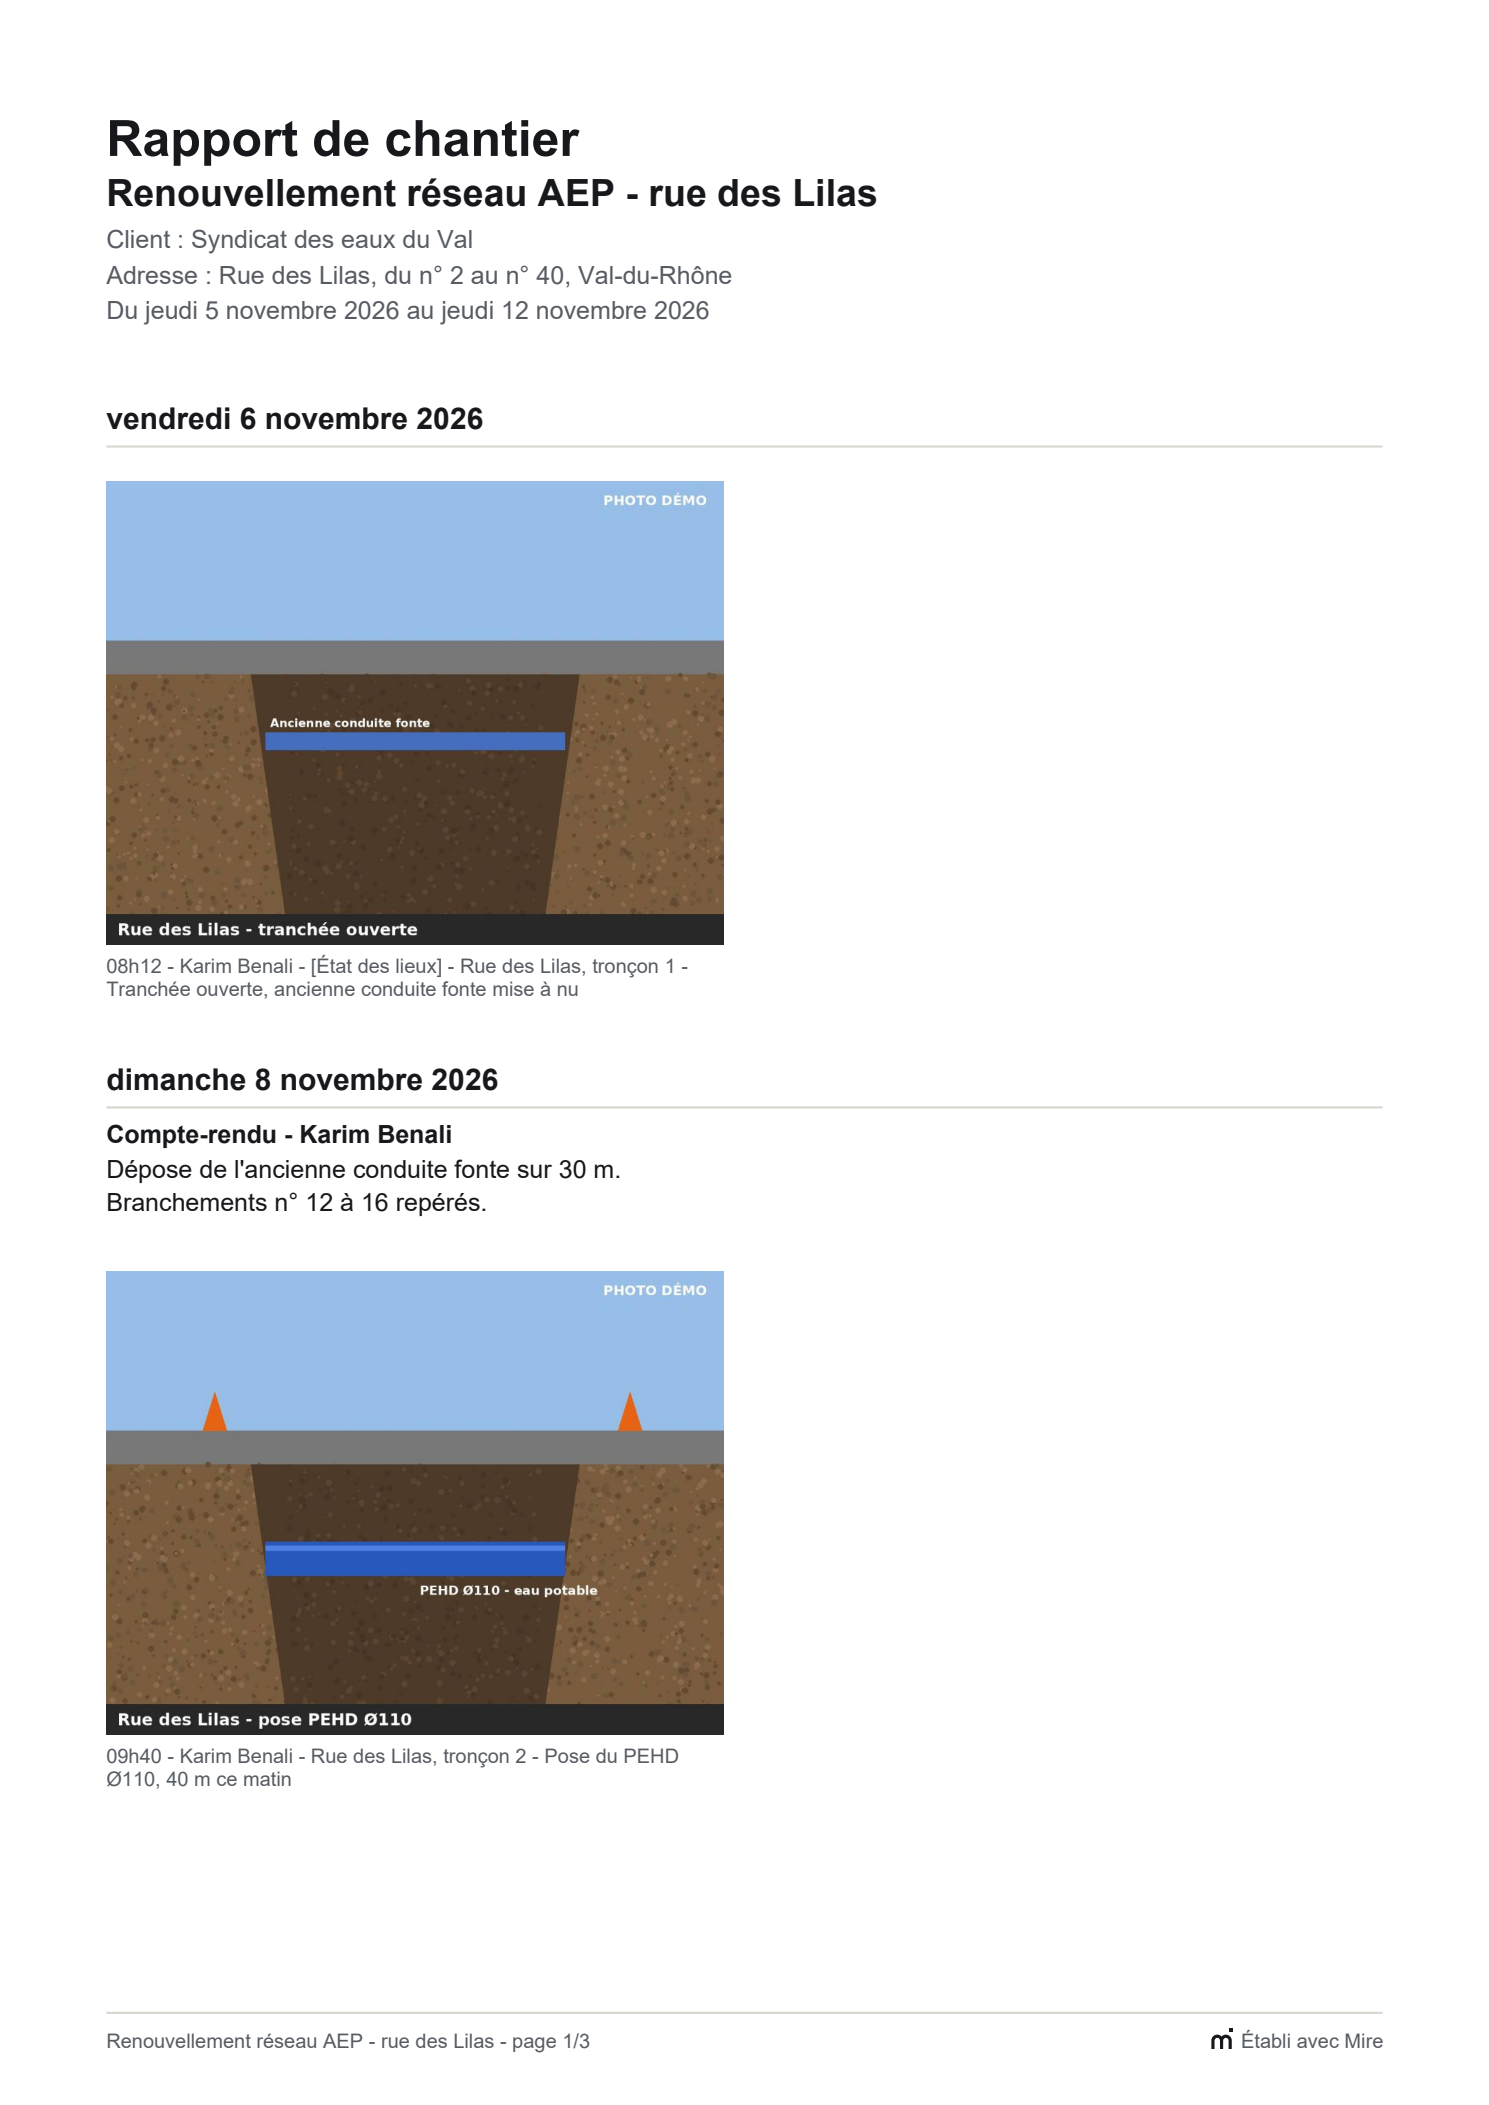 Rapport de chantier
Renouvellement réseau AEP - rue des Lilas
Client : Syndicat des eaux du Val
Adresse : Rue des Lilas, du n° 2 au n° 40, Val-du-Rhône
Du jeudi 5 novembre 2026 au jeudi 12 novembre 2026
vendredi 6 novembre 2026
PHOTO DÉMO
Ancienne conduite fonte
Rue des Lilas - tranchée ouverte
08h12 - Karim Benali - [État des lieux] - Rue des Lilas, tronçon 1 -
Tranchée ouverte, ancienne conduite fonte mise à nu
dimanche 8 novembre 2026
Compte-rendu - Karim Benali
Dépose de l'ancienne conduite fonte sur 30 m.
Branchements n° 12 à 16 repérés.
PHOTO DÉMO
PEHD Ø110 - eau potable
Rue des Lilas - pose PEHD Ø110
09h40 - Karim Benali - Rue des Lilas, tronçon 2 - Pose du PEHD
Ø110, 40 m ce matin
Renouvellement réseau AEP - rue des Lilas - page 1/3
m Établi avec Mire